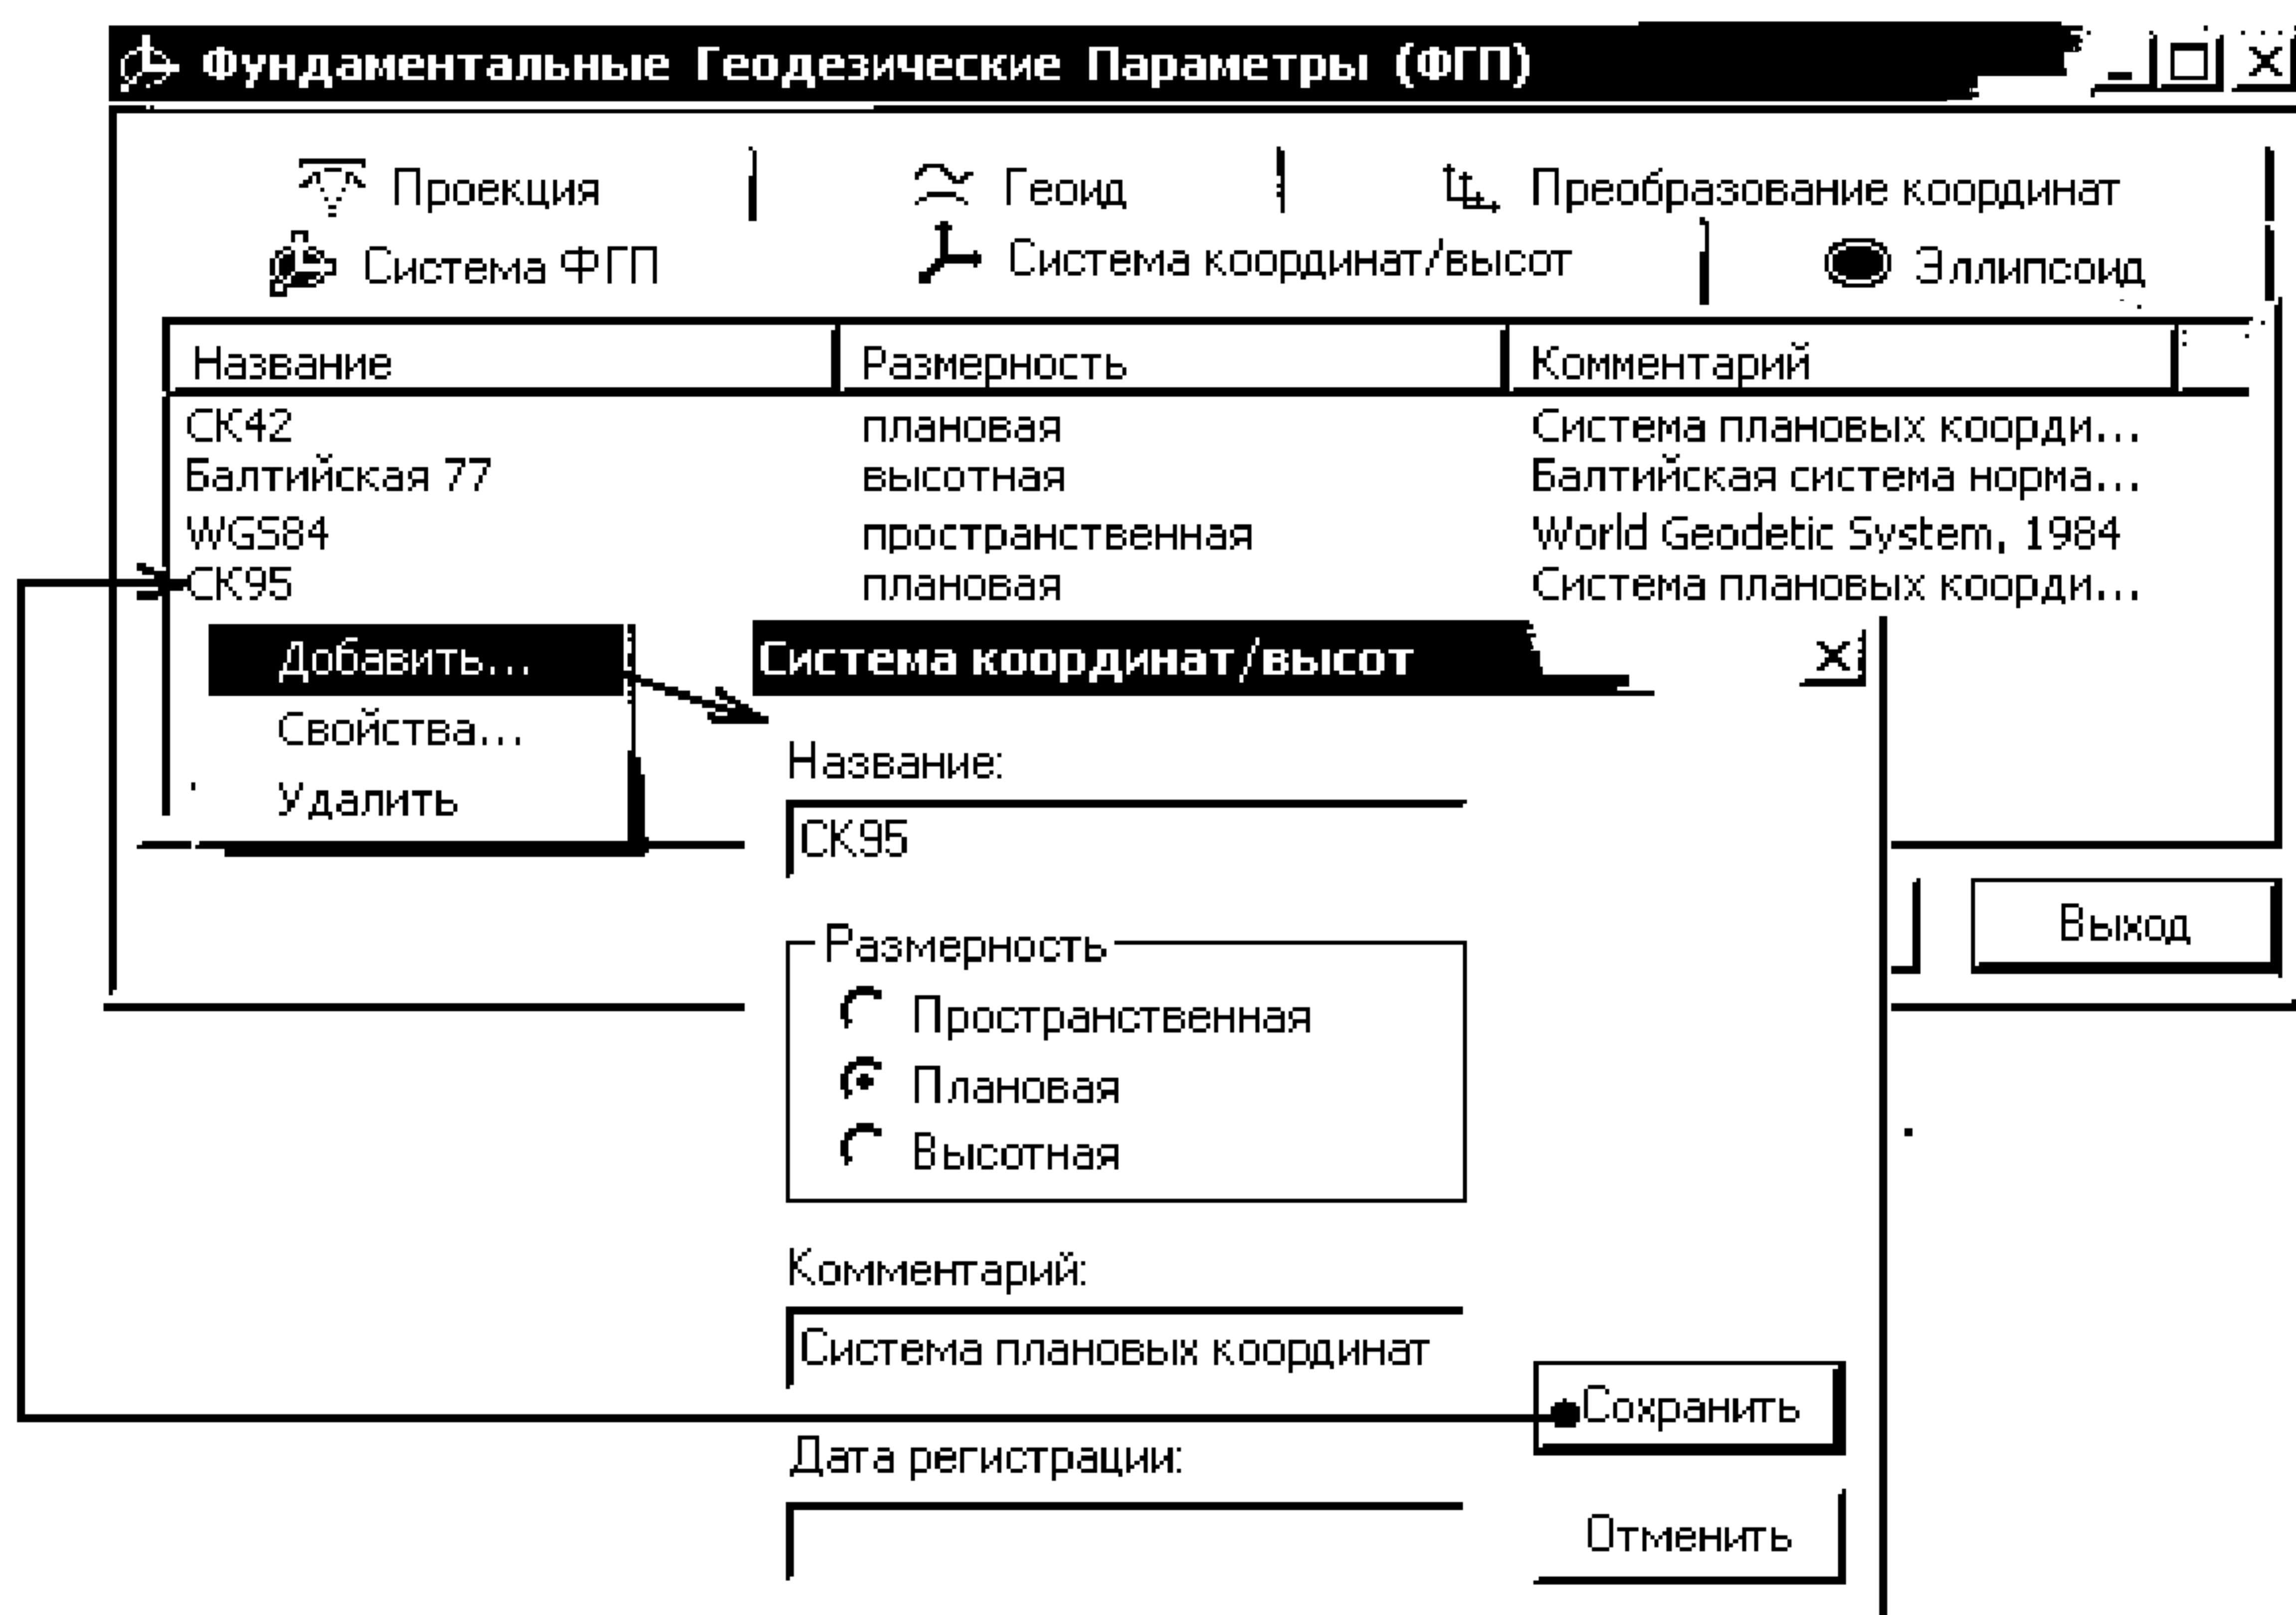 Фундаментальные Геодезические Параметры (ФГП)
Проекция Геоид Преобразование координат
Система ФГП Система координат/высот Эллипсоид
Название Размерность Комментарий
СК42 плановая Система плановых коорди...
Балтийская 77 высотная Балтийская система норма...
WGS84 пространственная World Geodetic System, 1984
СК95 плановая Система плановых коорди...
Добавить...
Свойства...
Удалить
Система координат/высот
Название:
СК95
Выход
Размерность
Пространственная
Плановая
Высотная
Комментарий:
Система плановых координат
Сохранить
Дата регистрации:
Отменить